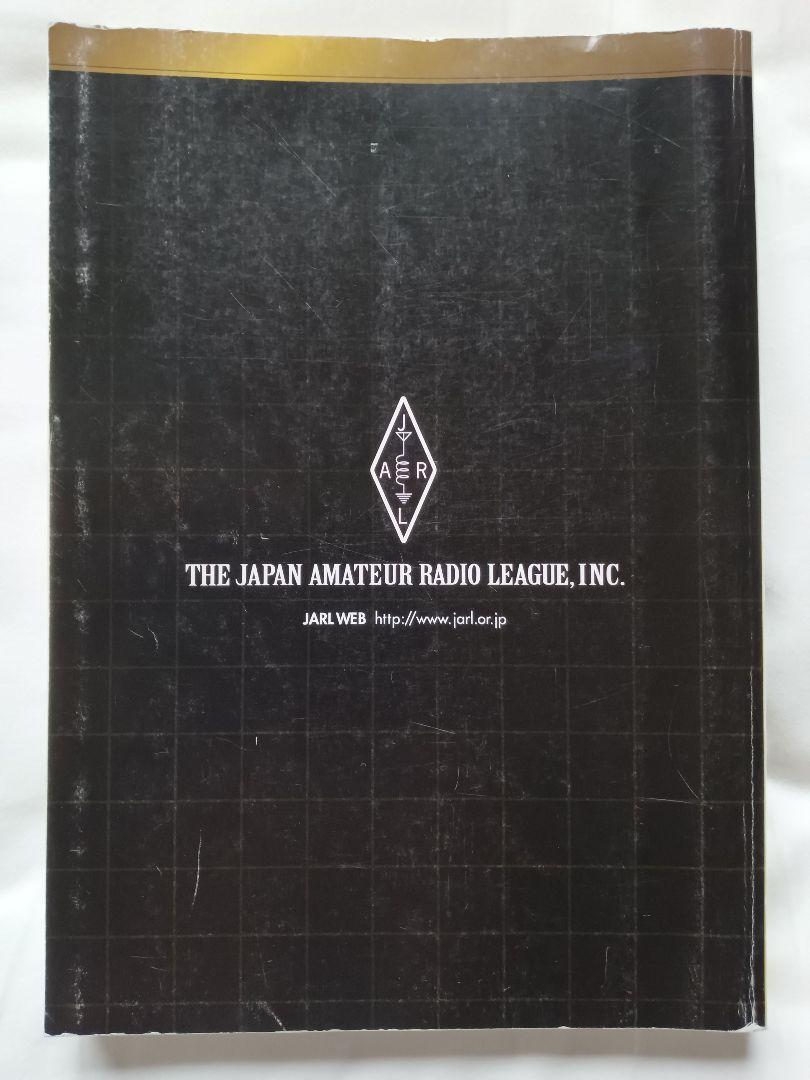 J
A R
L
THE JAPAN AMATEUR RADIO LEAGUE, INC.
JARL WEB http://www.jarl.or.jp